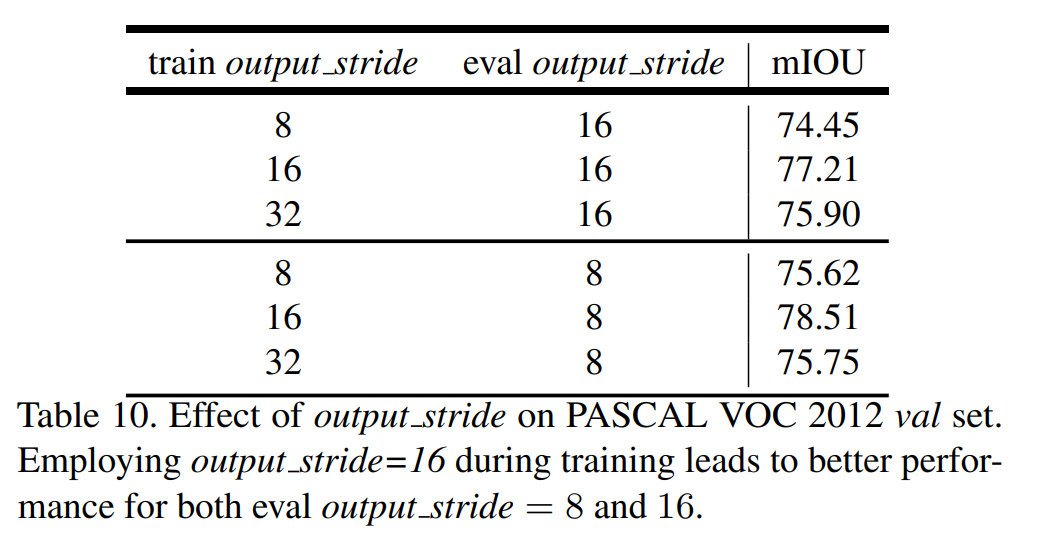 train output_stride eval output_stride mIOU
8 16 74.45
16 16 77.21
32 16 75.90
8 8 75.62
16 8 78.51
32 8 75.75
Table 10. Effect of output_stride on PASCAL VOC 2012 val set.
Employing output_stride=16 during training leads to better perfor-
mance for both eval output_stride = 8 and 16.